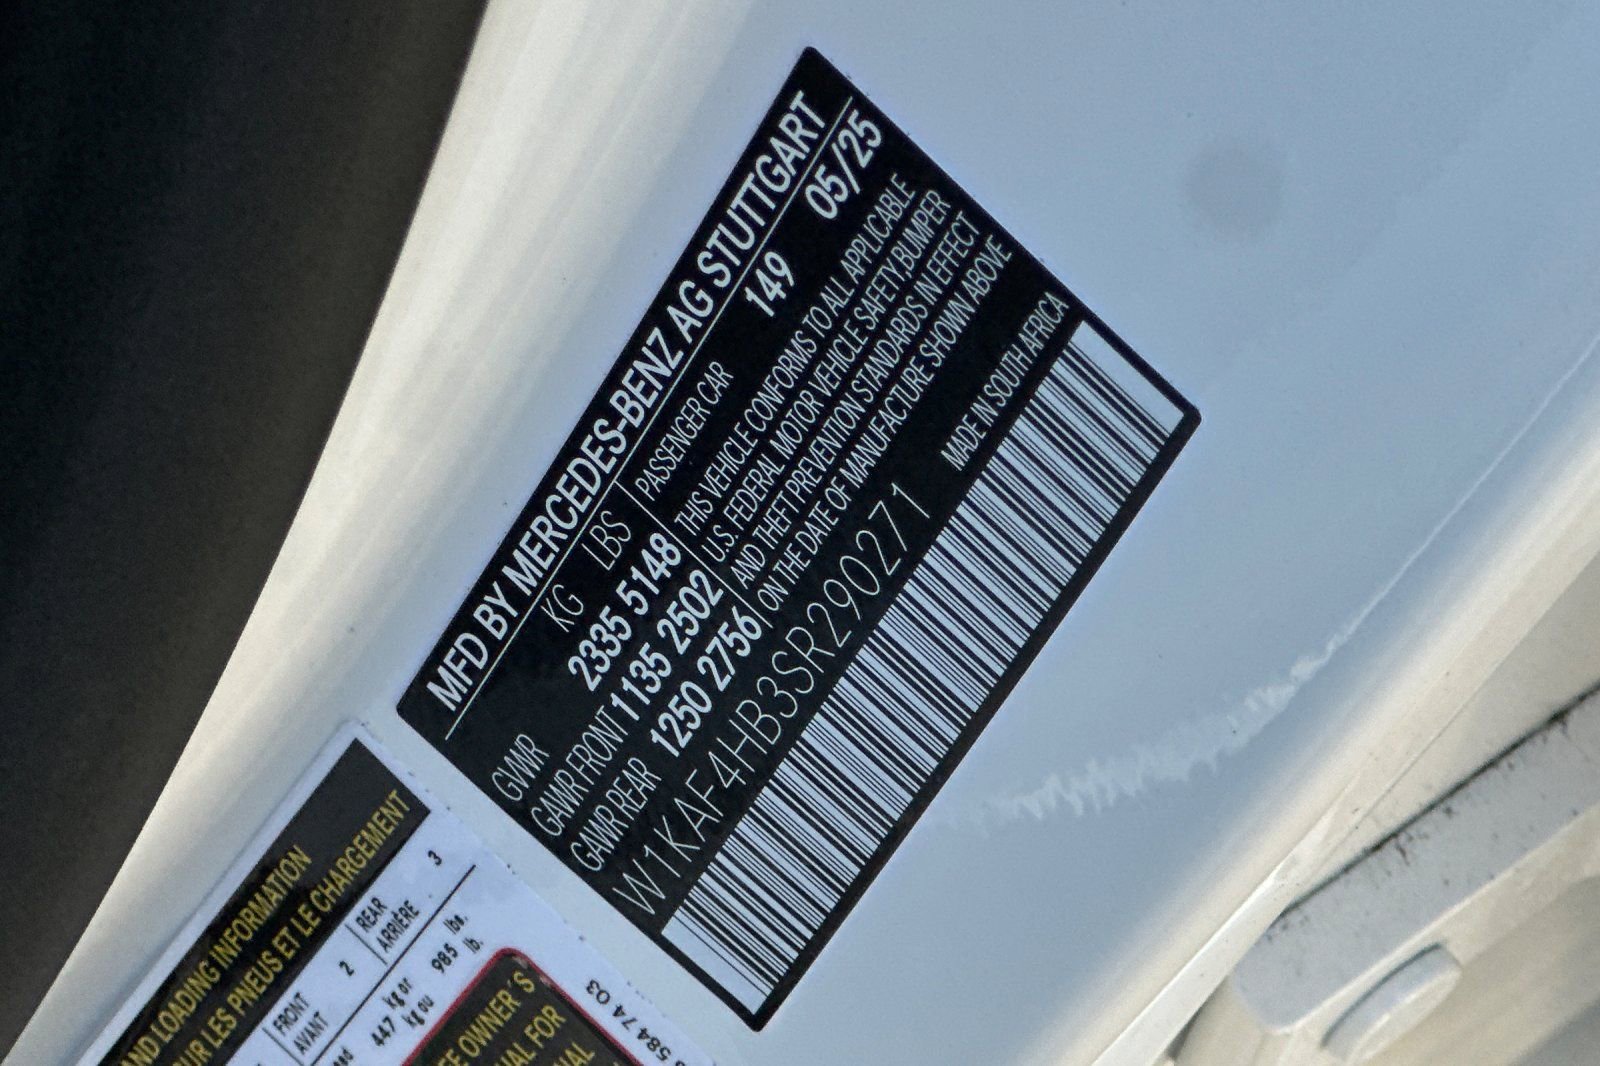 MFD BY MERCEDES-BENZ AG STUTTGART
KG LBS PASSENGER CAR 149 05/25
GVWR 2335 5148
GAWR FRONT 1135 2502
GAWR REAR 1250 2756
THIS VEHICLE CONFORMS TO ALL APPLICABLE
U.S. FEDERAL MOTOR VEHICLE SAFETY,BUMPER
AND THEFT PREVENTION STANDARDS IN EFFECT
ON THE DATE OF MANUFACTURE SHOWN ABOVE
W1KAF4HB3SR290271
MADE IN SOUTH AFRICA
LOADING INFORMATION
LES PNEUS ET LE CHARGEMENT
FRONT 2 REAR 3
AVANT ARRIÈRE
447 kg or 985 lbs.
kg ou lb.
OWNER'S
FOR
584 74 03